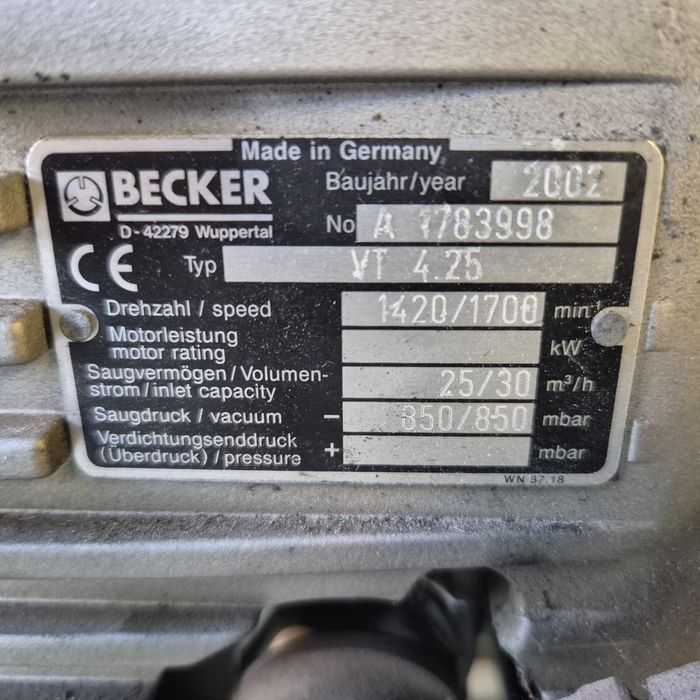 Made in Germany
BECKER
Baujahr/year 2002
D-42279 Wuppertal
No A 1783998
CE Typ VT 4.25
Drehzahl / speed 1420/1700 min-1
Motorleistung
motor rating kW
Saugvermögen / Volumen-
strom / inlet capacity 25/30 m³/h
Saugdruck / vacuum - 850/850 mbar
Verdichtungsenddruck
(Überdruck) / pressure + mbar
WN 87.18